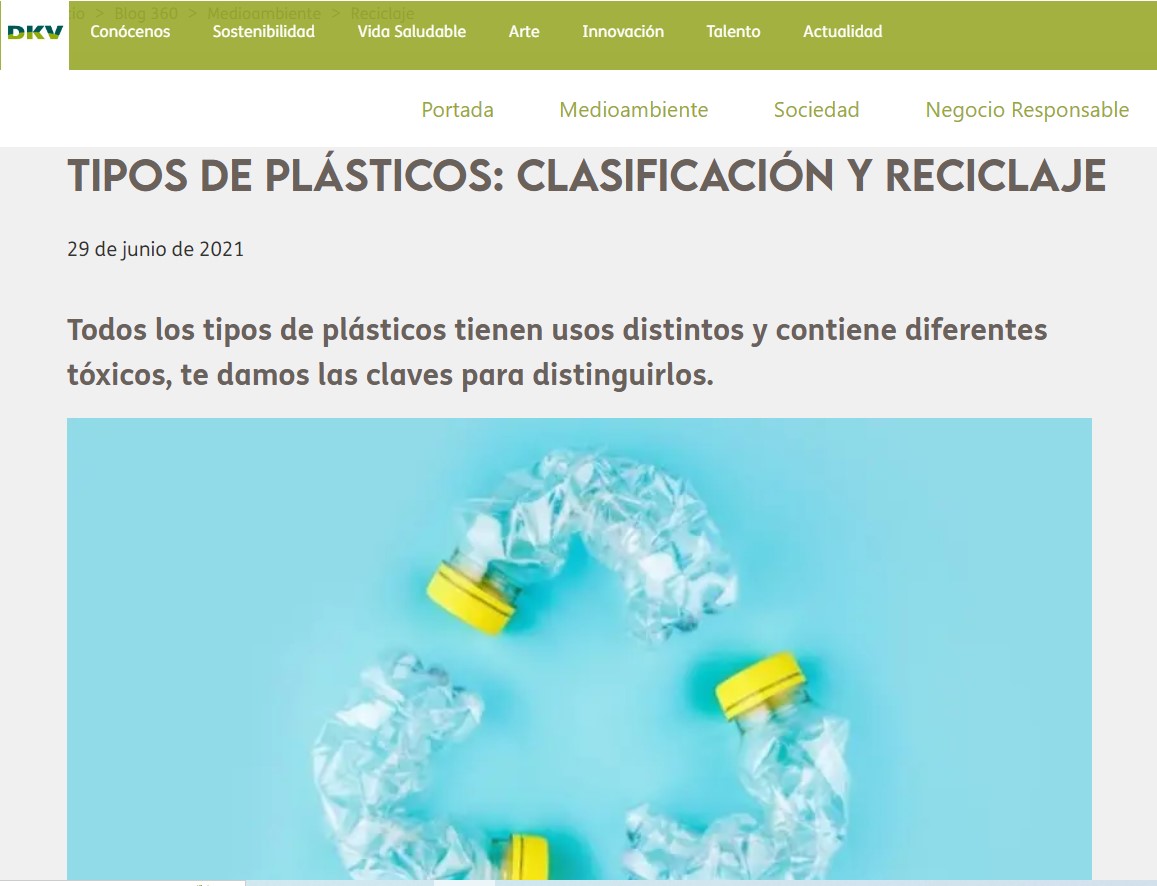 > Blog 360 > Medioambiente > Reciclaje
DKV Conócenos Sostenibilidad Vida Saludable Arte Innovación Talento Actualidad
Portada Medioambiente Sociedad Negocio Responsable
TIPOS DE PLÁSTICOS: CLASIFICACIÓN Y RECICLAJE
29 de junio de 2021
Todos los tipos de plásticos tienen usos distintos y contiene diferentes
tóxicos, te damos las claves para distinguirlos.